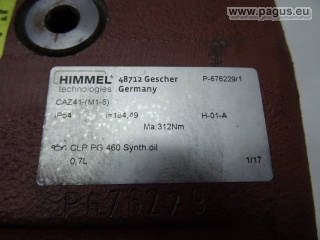 © www.pagus.eu
HIMMEL®
technologies
48712 Gescher
Germany
P-676229/1
CAZ41-(M1-6)
IP54
i=184,49
H-01-A
Ma:312Nm
CLP PG 460 Synth.oil
0,7L
1/17